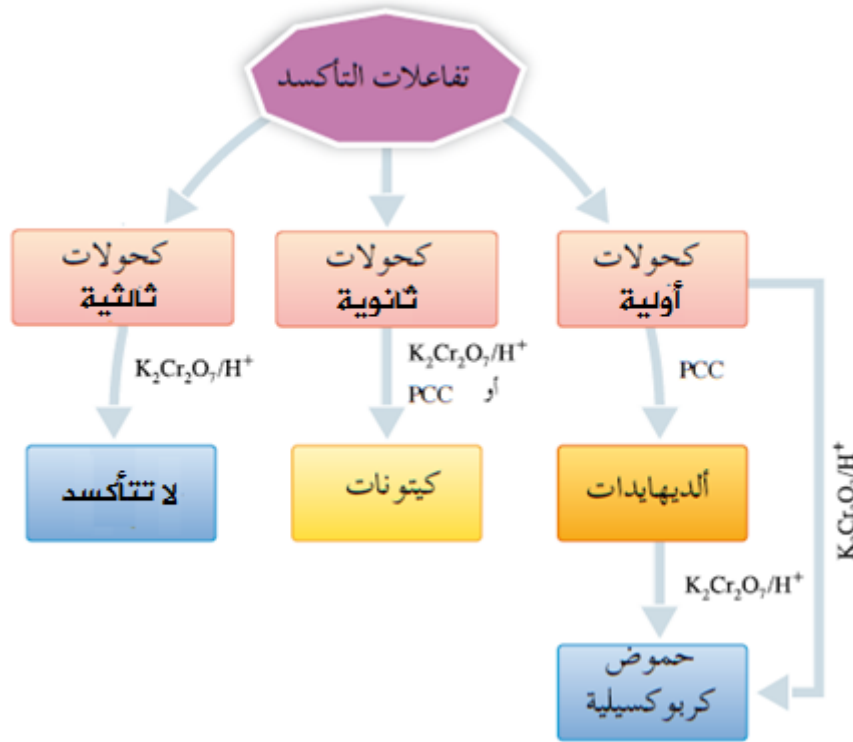 تفاعلات التأكسد
كحولات
أولية
كحولات
ثانوية
كحولات
ثالثية
PCC
K₂Cr₂O₇/H⁺
أو PCC
K₂Cr₂O₇/H⁺
K₂Cr₂O₇/H⁺
ألديهايدات
كيتونات
لا تتأكسد
K₂Cr₂O₇/H⁺
حموض
كربوكسيلية